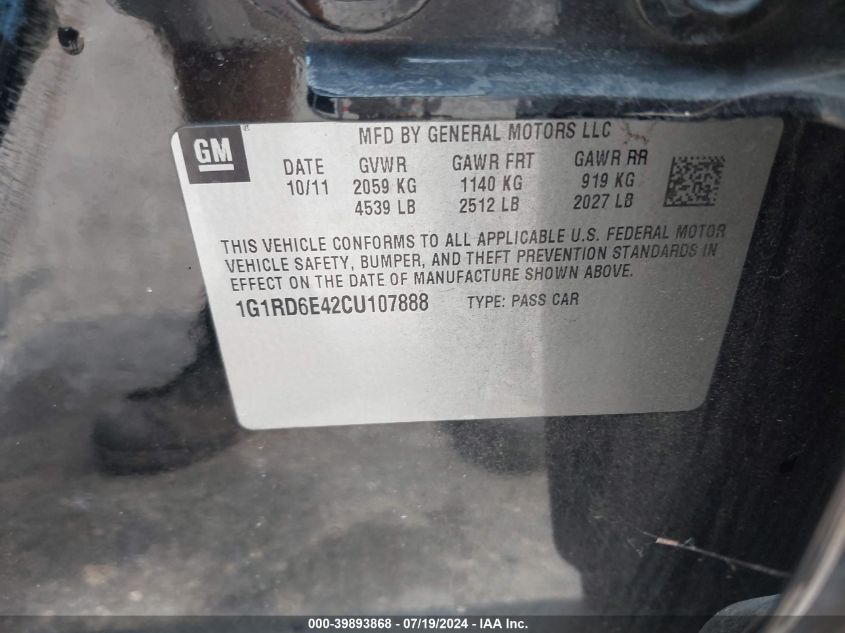 GM
MFD BY GENERAL MOTORS LLC
DATE GVWR GAWR FRT GAWR RR
10/11 2059 KG 1140 KG 919 KG
4539 LB 2512 LB 2027 LB
THIS VEHICLE CONFORMS TO ALL APPLICABLE U.S. FEDERAL MOTOR
VEHICLE SAFETY, BUMPER, AND THEFT PREVENTION STANDARDS IN
EFFECT ON THE DATE OF MANUFACTURE SHOWN ABOVE.
1G1RD6E42CU107888 TYPE: PASS CAR
000-39893868 - 07/19/2024 - IAA Inc.